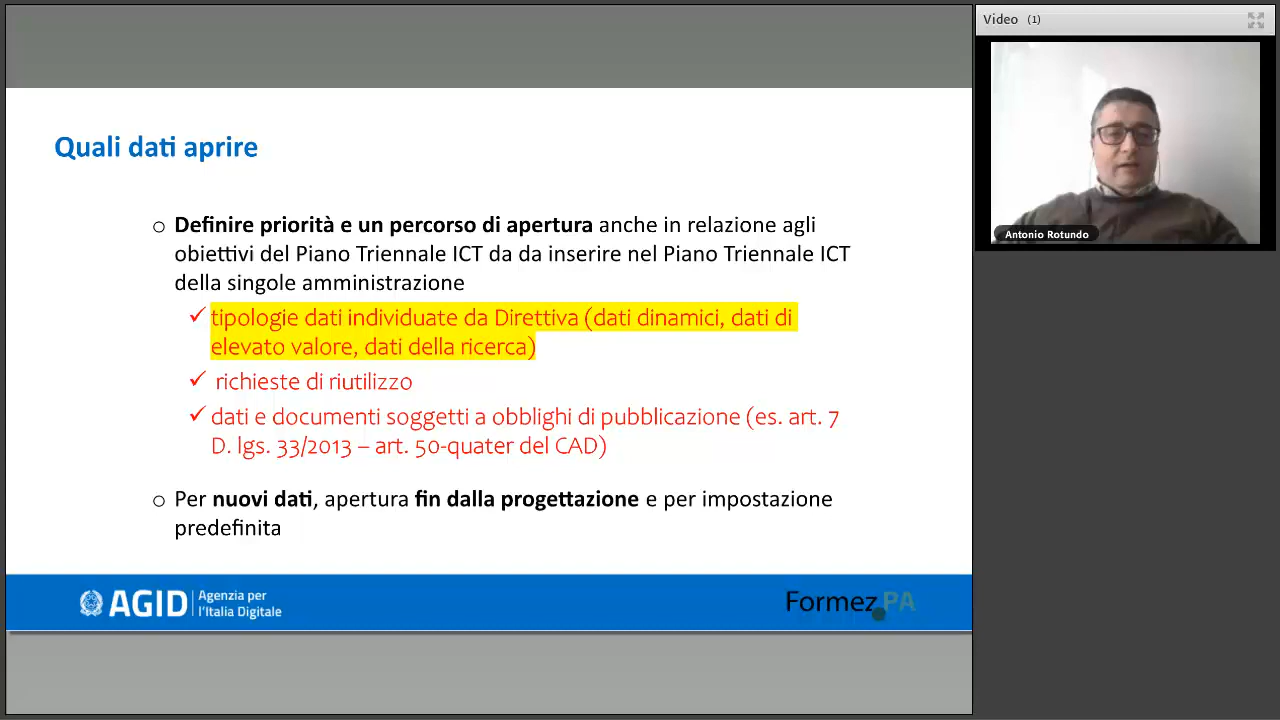 Video (1)
Antonio Rotundo
Quali dati aprire
o Definire priorità e un percorso di apertura anche in relazione agli
obiettivi del Piano Triennale ICT da da inserire nel Piano Triennale ICT
della singole amministrazione
✓ tipologie dati individuate da Direttiva (dati dinamici, dati di
elevato valore, dati della ricerca)
✓ richieste di riutilizzo
✓ dati e documenti soggetti a obblighi di pubblicazione (es. art. 7
D. lgs. 33/2013 – art. 50-quater del CAD)
o Per nuovi dati, apertura fin dalla progettazione e per impostazione
predefinita
AGID
Agenzia per
l'Italia Digitale
Formez PA